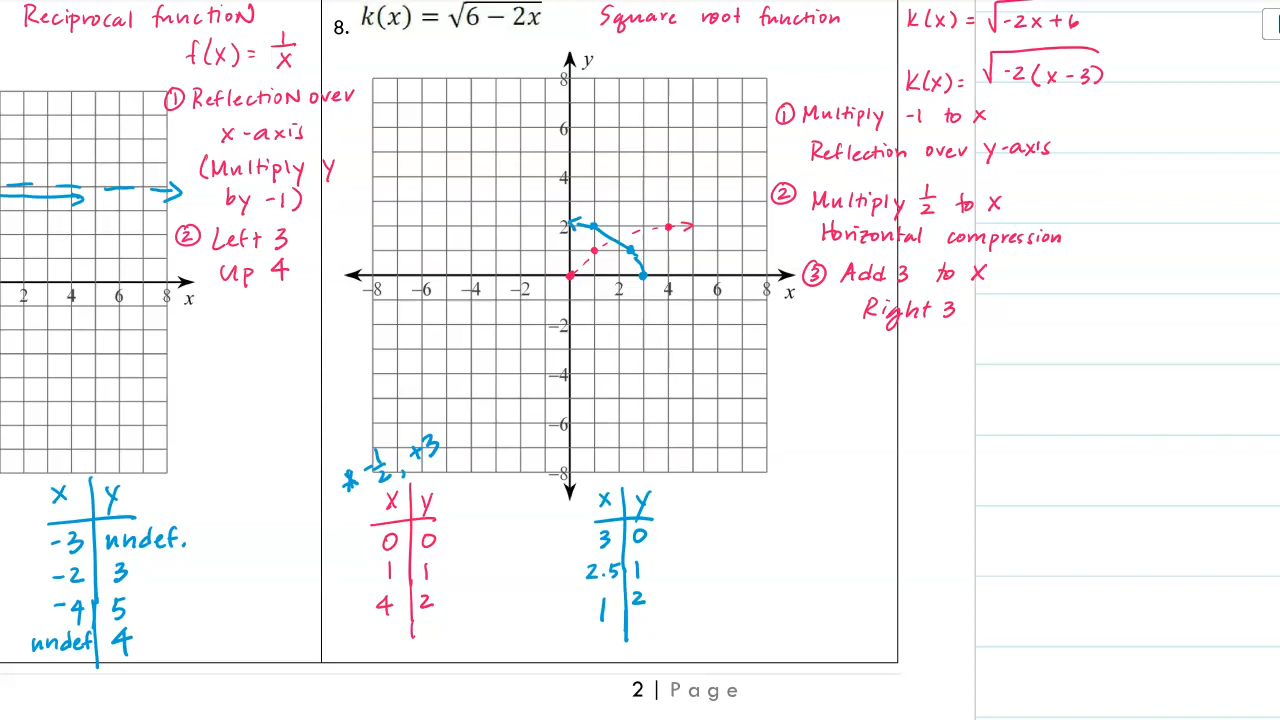 Reciprocal function
f(x) = 1/x
① Reflection over
x-axis
(Multiply y
by -1)
② Left 3
Up 4
2 4 6 8 x
x y
-3 undef.
-2 3
-4 5
undef 4
8. k(x) = √6 − 2x Square root function
y
8
6
4
2
-8 -6 -4 -2 2 4 6 8 x
-2
-4
-6
-8
* -1/2, +3
x y
0 0
1 1
4 2
x y
3 0
2.5 1
1 2
k(x) = √-2x+6
k(x) = √-2(x-3)
① Multiply -1 to x
Reflection over y-axis
② Multiply 1/2 to x
Horizontal compression
③ Add 3 to x
Right 3
2 | Page